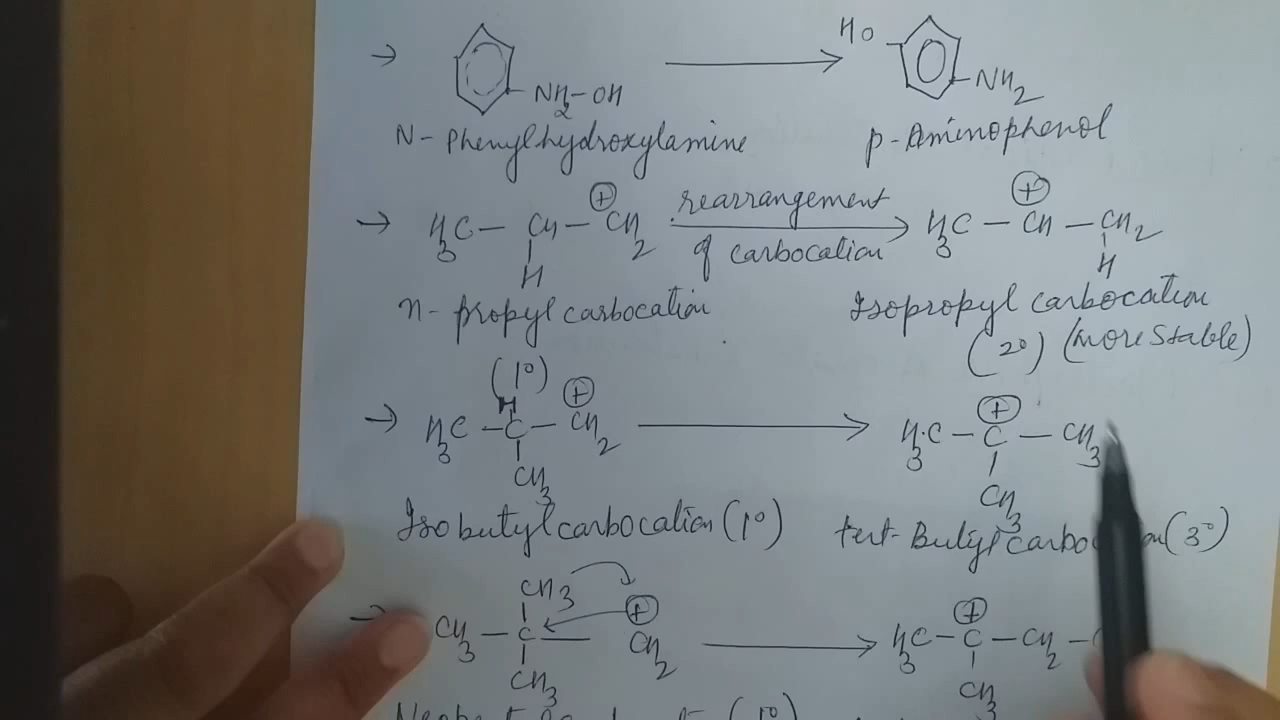 → NH2-OH → HO NH2
N-Phenylhydroxylamine p-Aminophenol
→ H3C - CH - CH2 ⊕ rearrangement of carbocation → H3C - CH ⊕ - CH2
H H
n-propyl carbocation Isopropyl carbocation
(1°) (2°) (more stable)
H ⊕ ⊕
→ H3C - C - CH2 → H3C - C - CH3
CH3 CH3
Isobutyl carbocation (1°) tert-Butyl carbo (3°)
CH3 ⊕ ⊕
→ CH3 - C - CH2 → H3C - C - CH2 -
CH3 CH3
(1°)